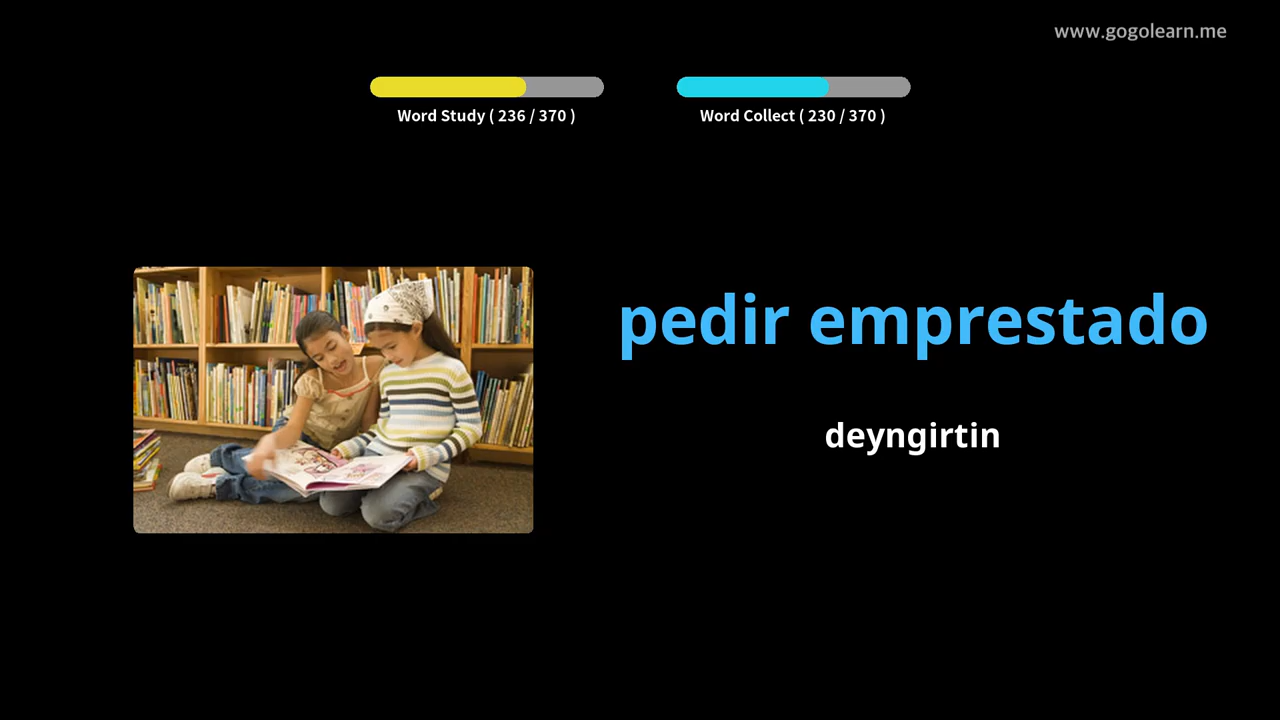 www.gogolearn.me
Word Study ( 236 / 370 )
Word Collect ( 230 / 370 )
pedir emprestado
deyngirtin